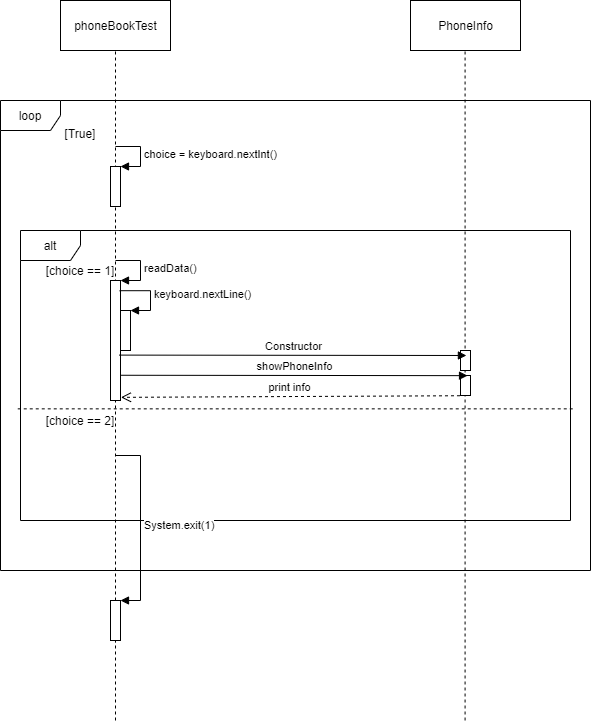 phoneBookTest
PhoneInfo
loop
[True]
choice = keyboard.nextInt()
alt
[choice == 1]
readData()
keyboard.nextLine()
Constructor
showPhoneInfo
print info
[choice == 2]
System.exit(1)